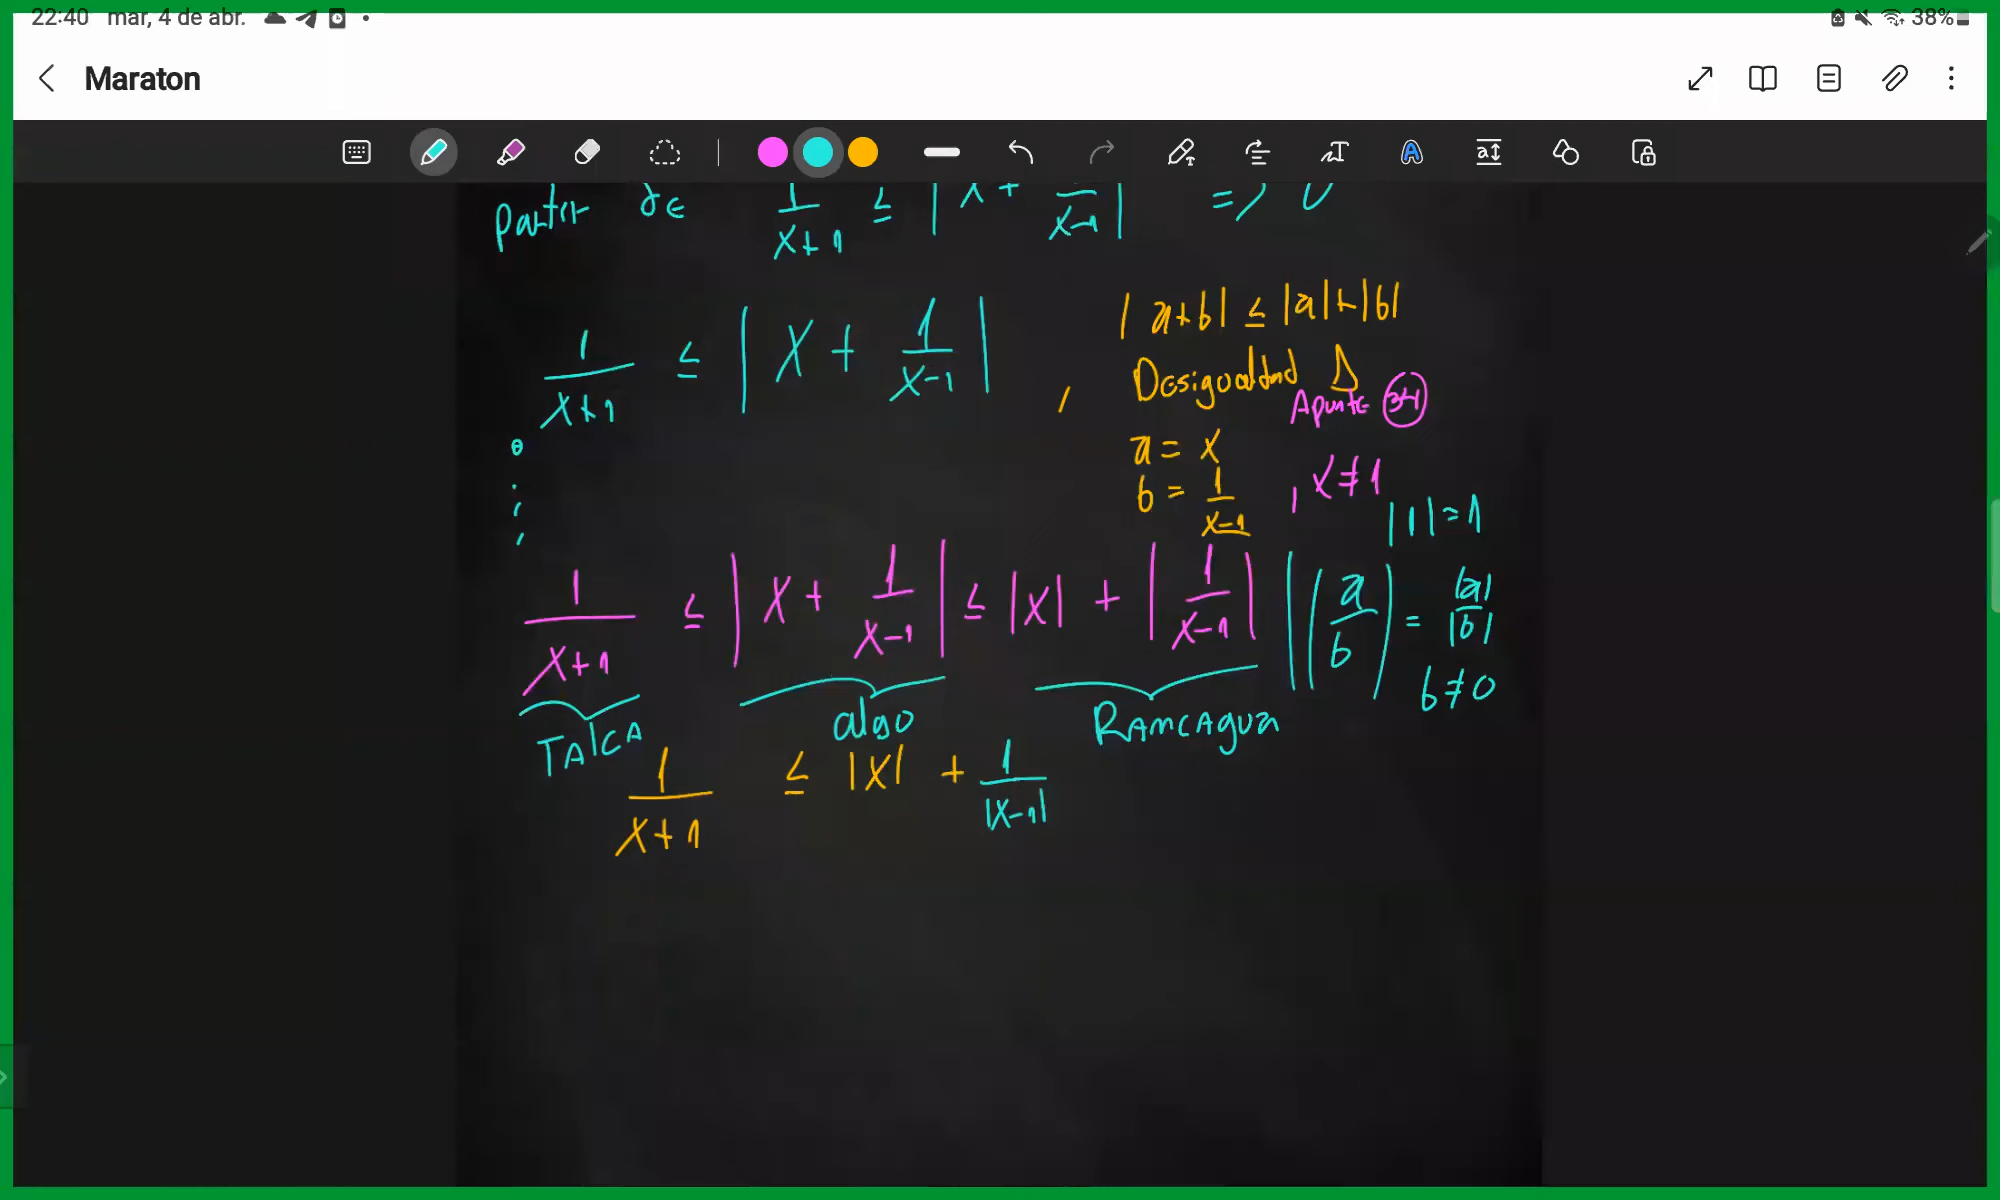 22:40 mar, 4 de abr. 38%
Maraton
Partir de 1/(x+1) ≤ |x + 1/(x-1)| => 0
1/(x+1) ≤ |x + 1/(x-1)| ,
|a+b| ≤ |a|+|b|
Desigualdad Δ
Apunte 34
a = x
b = 1/(x-1) , x≠1
|1|=1
1/(x+1) ≤ |x + 1/(x-1)| ≤ |x| + |1/(x-1)|
|a/b| = |a|/|b|
b≠0
TALCA algo RANCAGUA
1/(x+1) ≤ |x| + 1/|x-1|